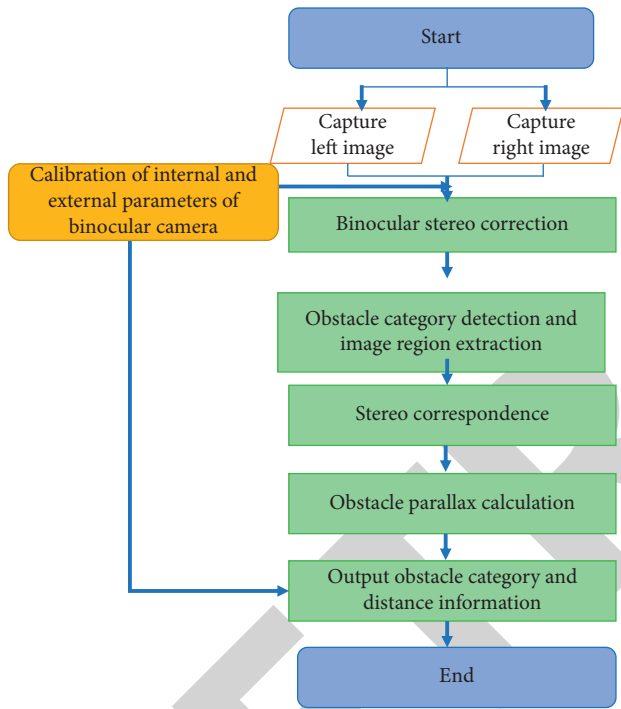 Start
Capture
left image
Capture
right image
Calibration of internal and
external parameters of
binocular camera
Binocular stereo correction
Obstacle category detection and
image region extraction
Stereo correspondence
Obstacle parallax calculation
Output obstacle category and
distance information
End